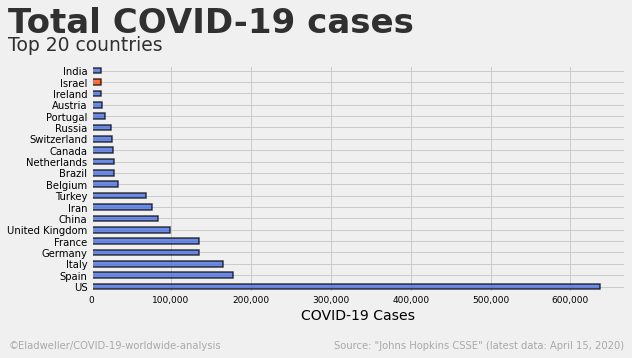 Total COVID-19 cases
Top 20 countries
India
Israel
Ireland
Austria
Portugal
Russia
Switzerland
Canada
Netherlands
Brazil
Belgium
Turkey
Iran
China
United Kingdom
France
Germany
Italy
Spain
US
0 100,000 200,000 300,000 400,000 500,000 600,000
COVID-19 Cases
©Eladweller/COVID-19-worldwide-analysis Source: "Johns Hopkins CSSE" (latest data: April 15, 2020)